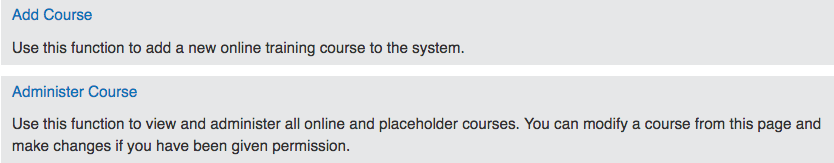 Add Course
Use this function to add a new online training course to the system.
Administer Course
Use this function to view and administer all online and placeholder courses. You can modify a course from this page and
make changes if you have been given permission.